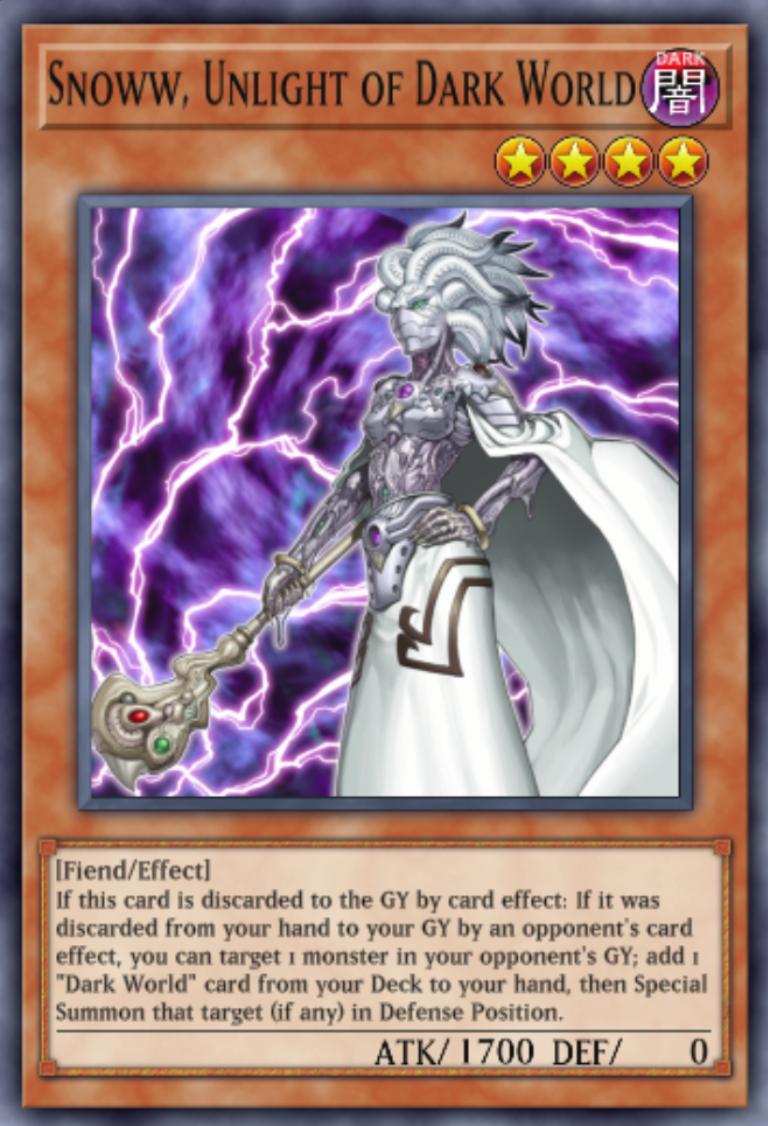 Snoww, Unlight of Dark World
DARK
闇
[Fiend/Effect]
If this card is discarded to the GY by card effect: If it was
discarded from your hand to your GY by an opponent's card
effect, you can target 1 monster in your opponent's GY; add 1
"Dark World" card from your Deck to your hand, then Special
Summon that target (if any) in Defense Position.
ATK/ 1700 DEF/ 0